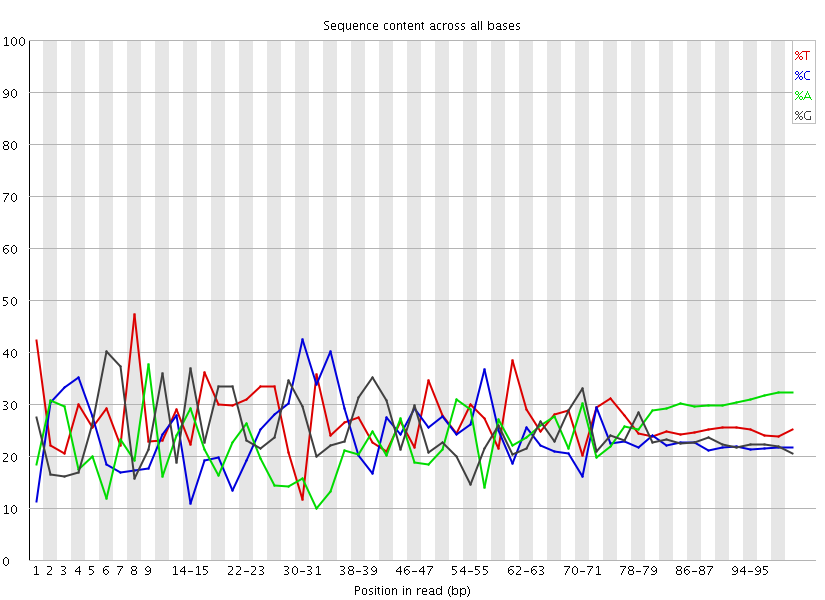 Sequence content across all bases
100
90
80
70
60
50
40
30
20
10
0
%T
%C
%A
%G
1 2 3 4 5 6 7 8 9 14-15 22-23 30-31 38-39 46-47 54-55 62-63 70-71 78-79 86-87 94-95
Position in read (bp)